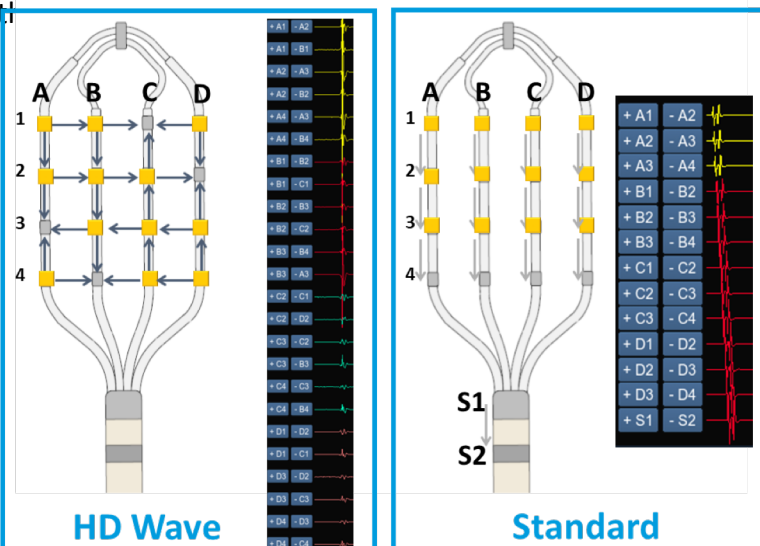 A B C D
1
2
3
4
+ A1 - A2
+ A1 - B1
+ A2 - A3
+ A2 - B2
+ A4 - A3
+ A4 - B4
+ B1 - B2
+ B1 - C1
+ B2 - B3
+ B2 - C2
+ B3 - B4
+ B3 - A3
+ C2 - C1
+ C2 - D2
+ C3 - C2
+ C3 - B3
+ C4 - C3
+ C4 - B4
+ D1 - D2
+ D1 - C1
+ D3 - D2
+ D3 - C3
+ D4 - D3
+ D4 - C4
HD Wave
A B C D
1
2
3
4
S1
S2
+ A1 - A2
+ A2 - A3
+ A3 - A4
+ B1 - B2
+ B2 - B3
+ B3 - B4
+ C1 - C2
+ C2 - C3
+ C3 - C4
+ D1 - D2
+ D2 - D3
+ D3 - D4
+ S1 - S2
Standard